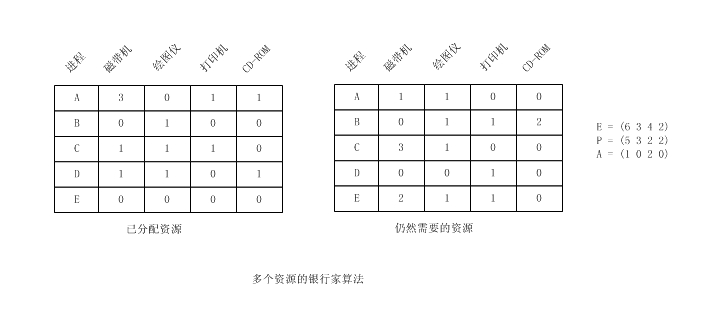 进程 磁带机 绘图仪 打印机 CD-ROM
A 3 0 1 1
B 0 1 0 0
C 1 1 1 0
D 1 1 0 1
E 0 0 0 0
已分配资源
进程 磁带机 绘图仪 打印机 CD-ROM
A 1 1 0 0
B 0 1 1 2
C 3 1 0 0
D 0 0 1 0
E 2 1 1 0
仍然需要的资源
E = (6 3 4 2)
P = (5 3 2 2)
A = (1 0 2 0)
多个资源的银行家算法